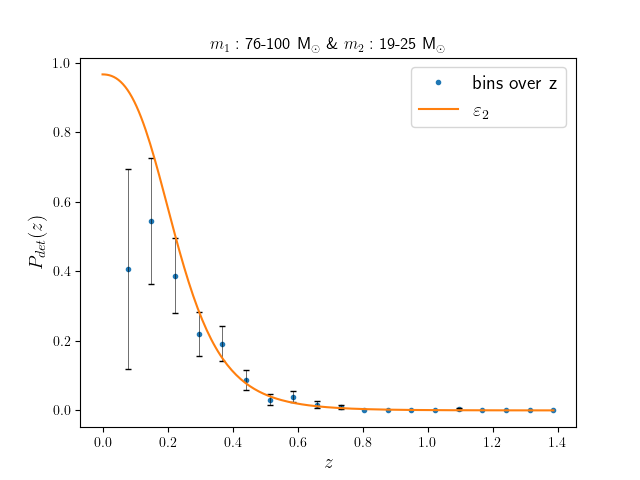 m₁ : 76-100 M⊙ & m₂ : 19-25 M⊙
bins over z
ε₂
P_det(z)
1.0
0.8
0.6
0.4
0.2
0.0
0.0 0.2 0.4 0.6 0.8 1.0 1.2 1.4
z